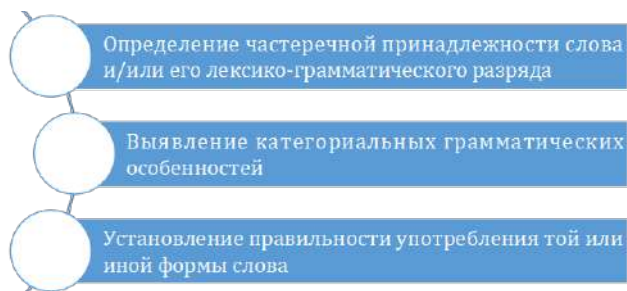 Определение частеречной принадлежности слова
и/или его лексико-грамматического разряда
Выявление категориальных грамматических
особенностей
Установление правильности употребления той или
иной формы слова